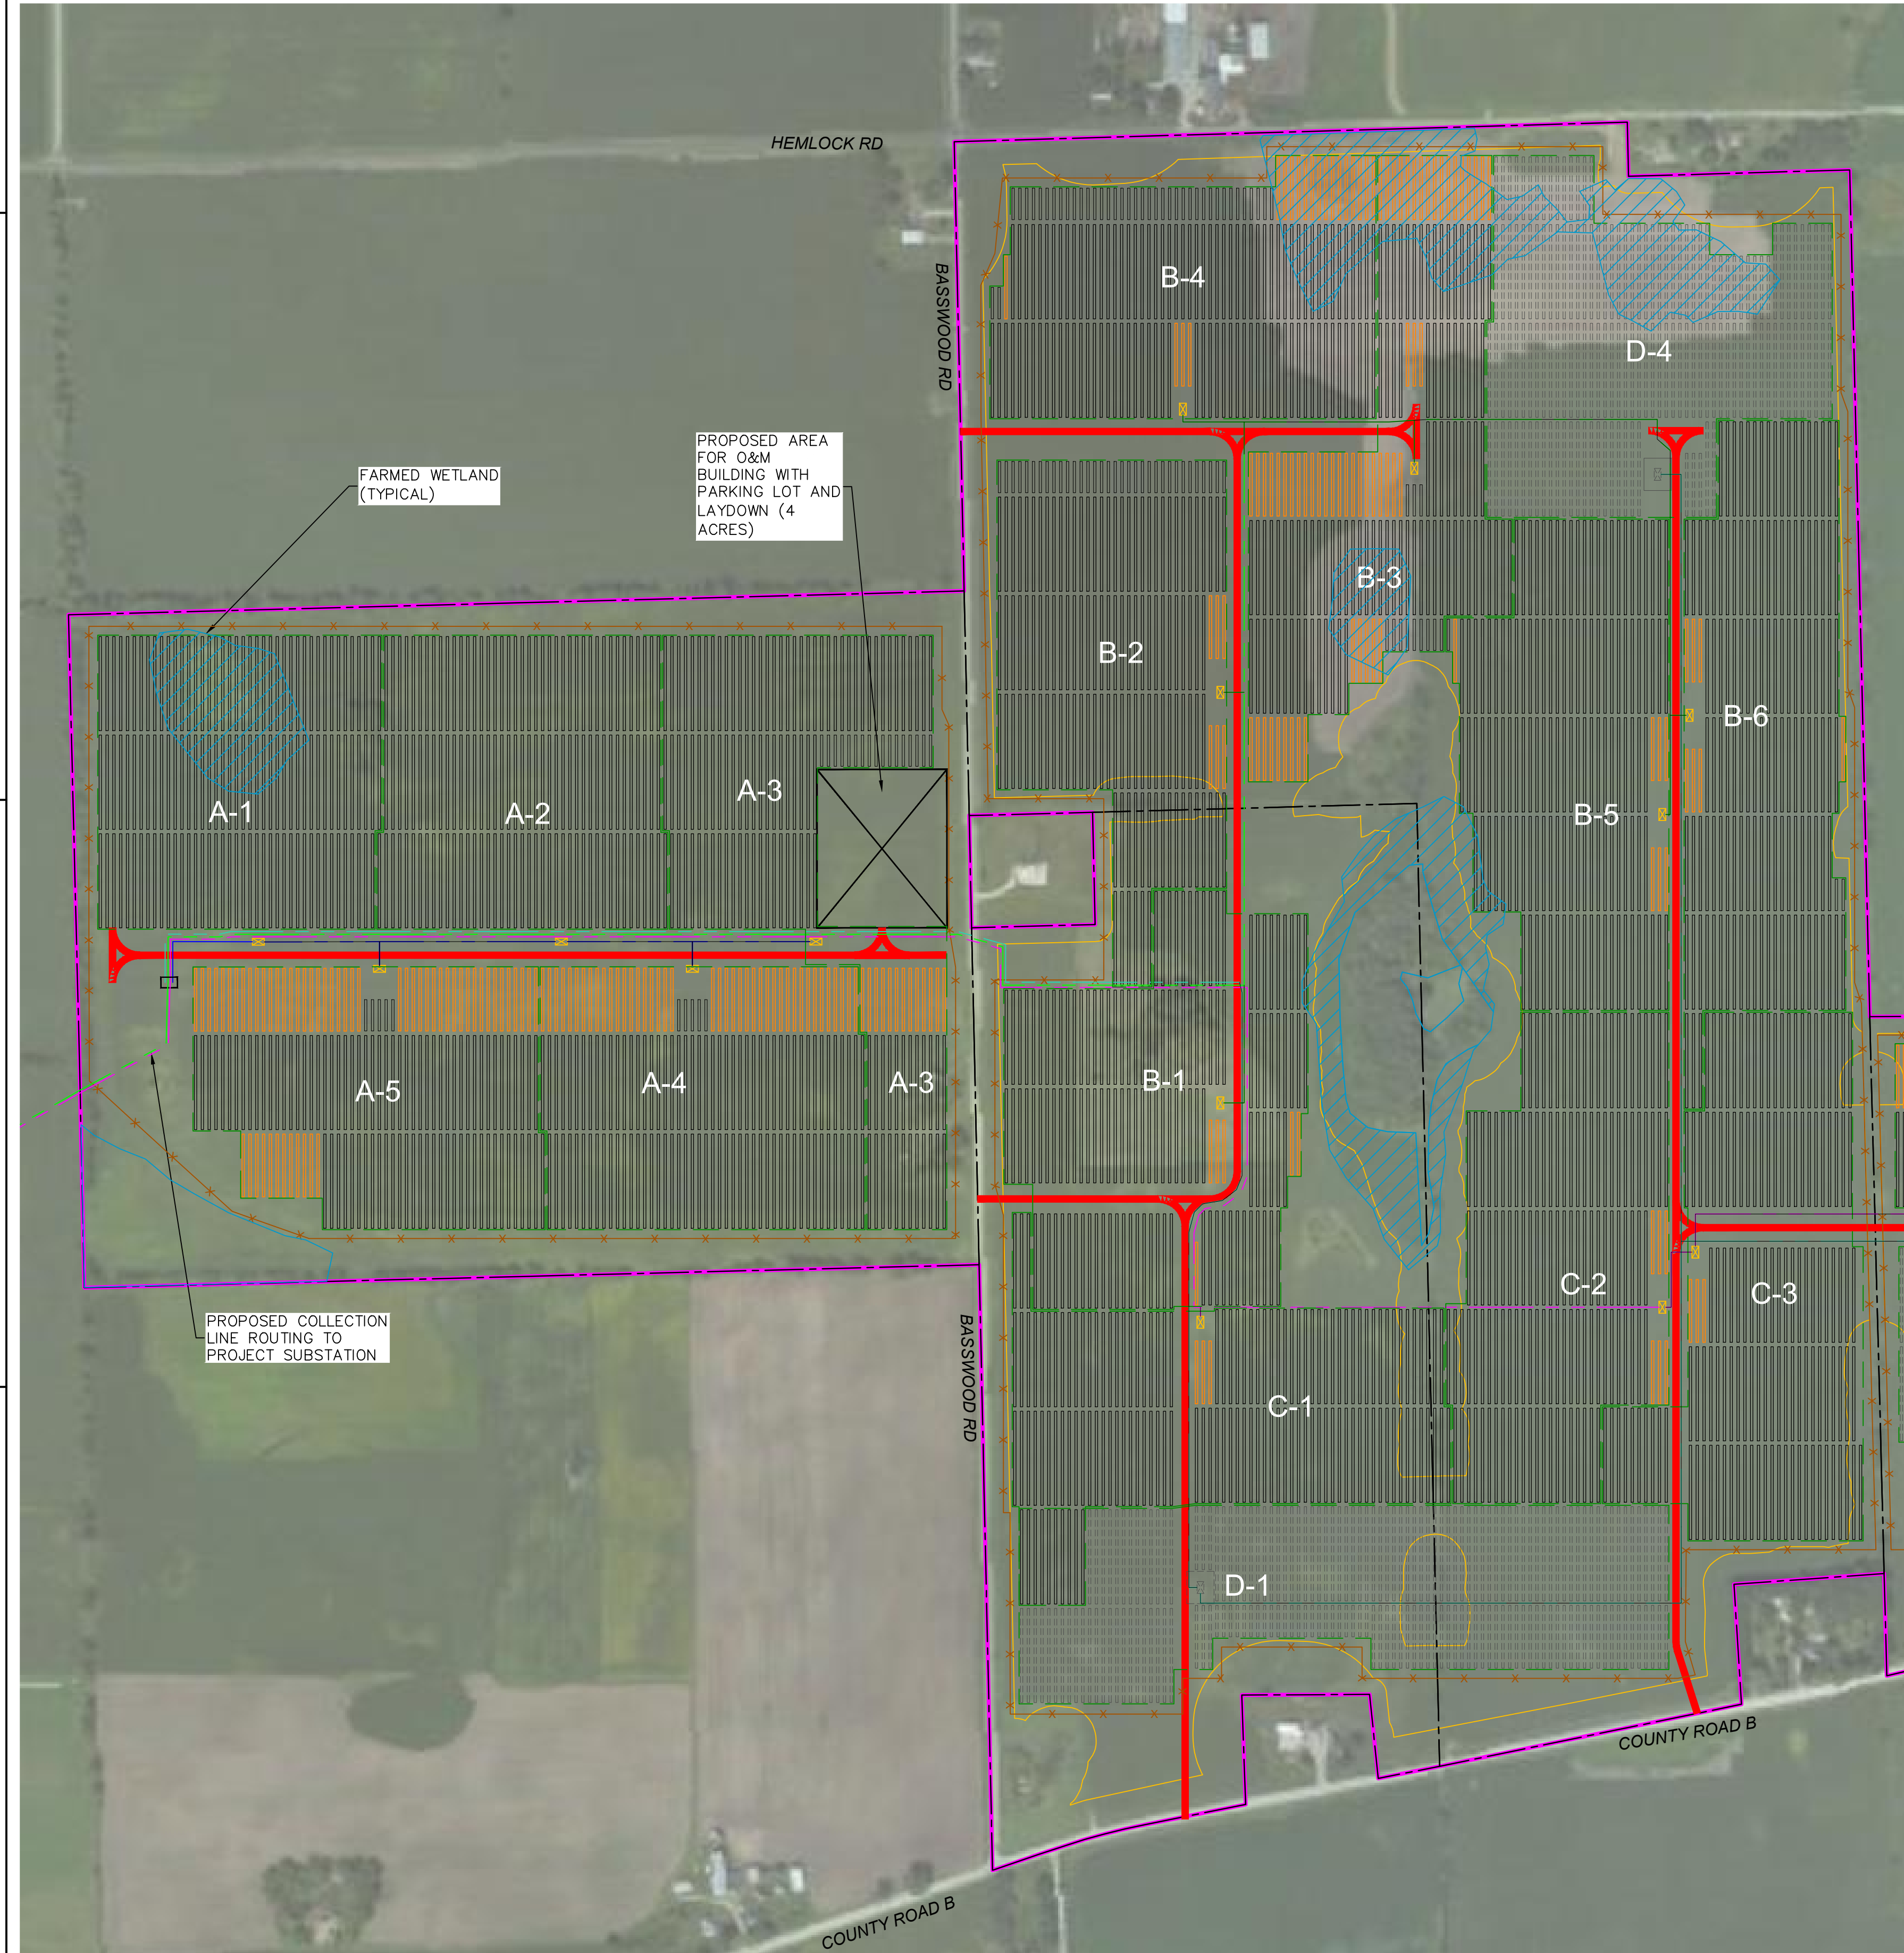 HEMLOCK RD
BASSWOOD RD
B-4
D-4
PROPOSED AREA
FOR O&M
BUILDING WITH
PARKING LOT AND
LAYDOWN (4
ACRES)
FARMED WETLAND
(TYPICAL)
B-3
B-2
B-6
A-1
A-2
A-3
B-5
A-5
A-4
A-3
B-1
C-2
C-3
PROPOSED COLLECTION
LINE ROUTING TO
PROJECT SUBSTATION
BASSWOOD RD
C-1
D-1
COUNTY ROAD B
COUNTY ROAD B